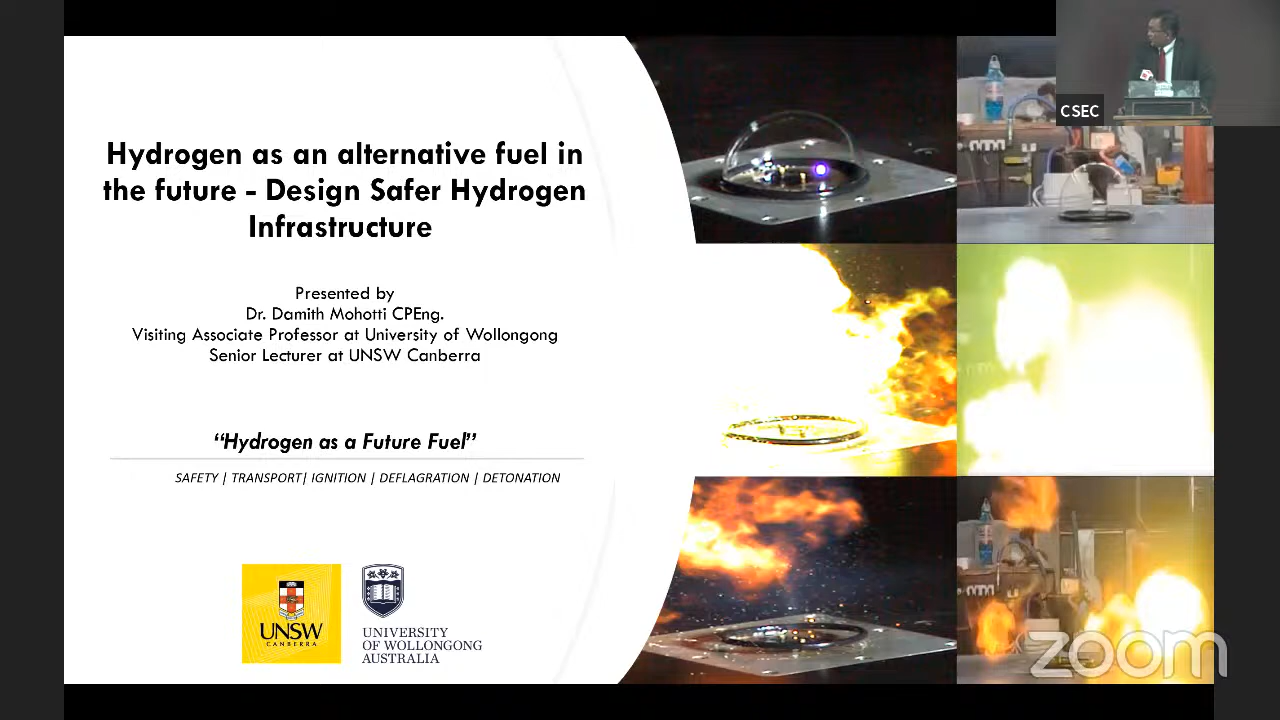 Hydrogen as an alternative fuel in
the future - Design Safer Hydrogen
Infrastructure
Presented by
Dr. Damith Mohotti CPEng.
Visiting Associate Professor at University of Wollongong
Senior Lecturer at UNSW Canberra
“Hydrogen as a Future Fuel”
SAFETY | TRANSPORT| IGNITION | DEFLAGRATION | DETONATION
UNSW
CANBERRA
UNIVERSITY
OF WOLLONGONG
AUSTRALIA
CSEC
zoom